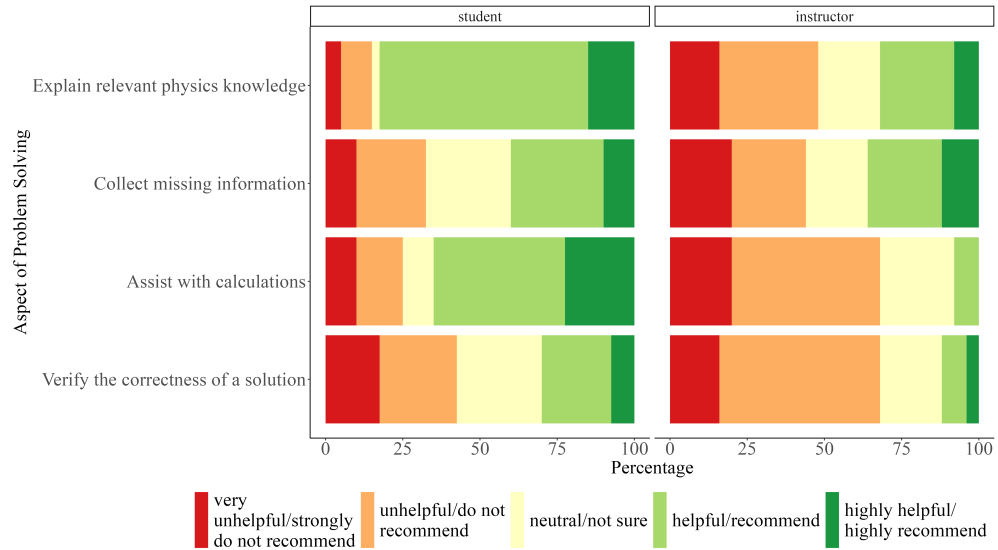 student
instructor
Aspect of Problem Solving
Explain relevant physics knowledge
Collect missing information
Assist with calculations
Verify the correctness of a solution
0 25 50 75 100
0 25 50 75 100
Percentage
very
unhelpful/strongly
do not recommend
unhelpful/do not
recommend
neutral/not sure
helpful/recommend
highly helpful/
highly recommend